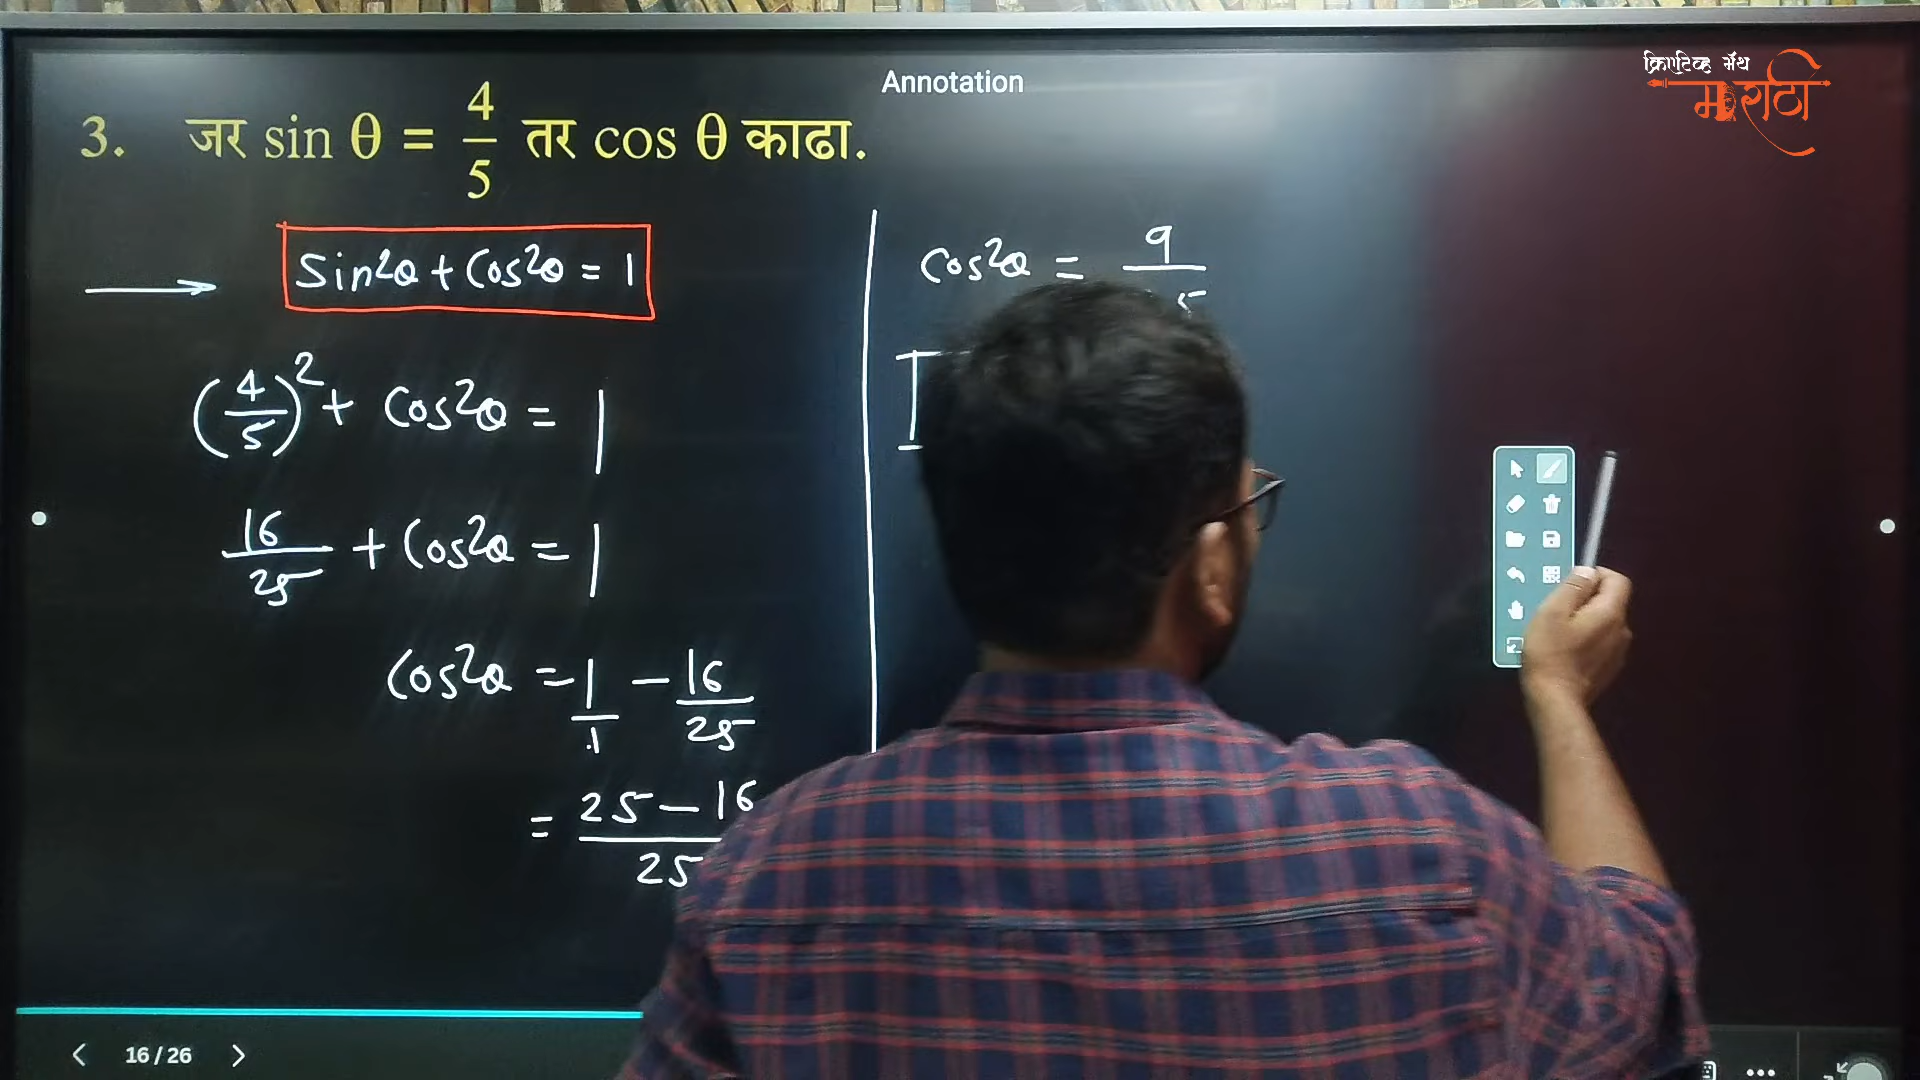 Annotation
क्रिएटिव्ह मॅथ
मराठी
3. जर sin θ = 4/5 तर cos θ काढा.
Sin²θ + Cos²θ = 1
(4/5)² + Cos²θ = 1
16/25 + Cos²θ = 1
Cos²θ = 1/1 - 16/25
= 25 - 16 / 25
Cos²θ = 9/ 5
16 / 26